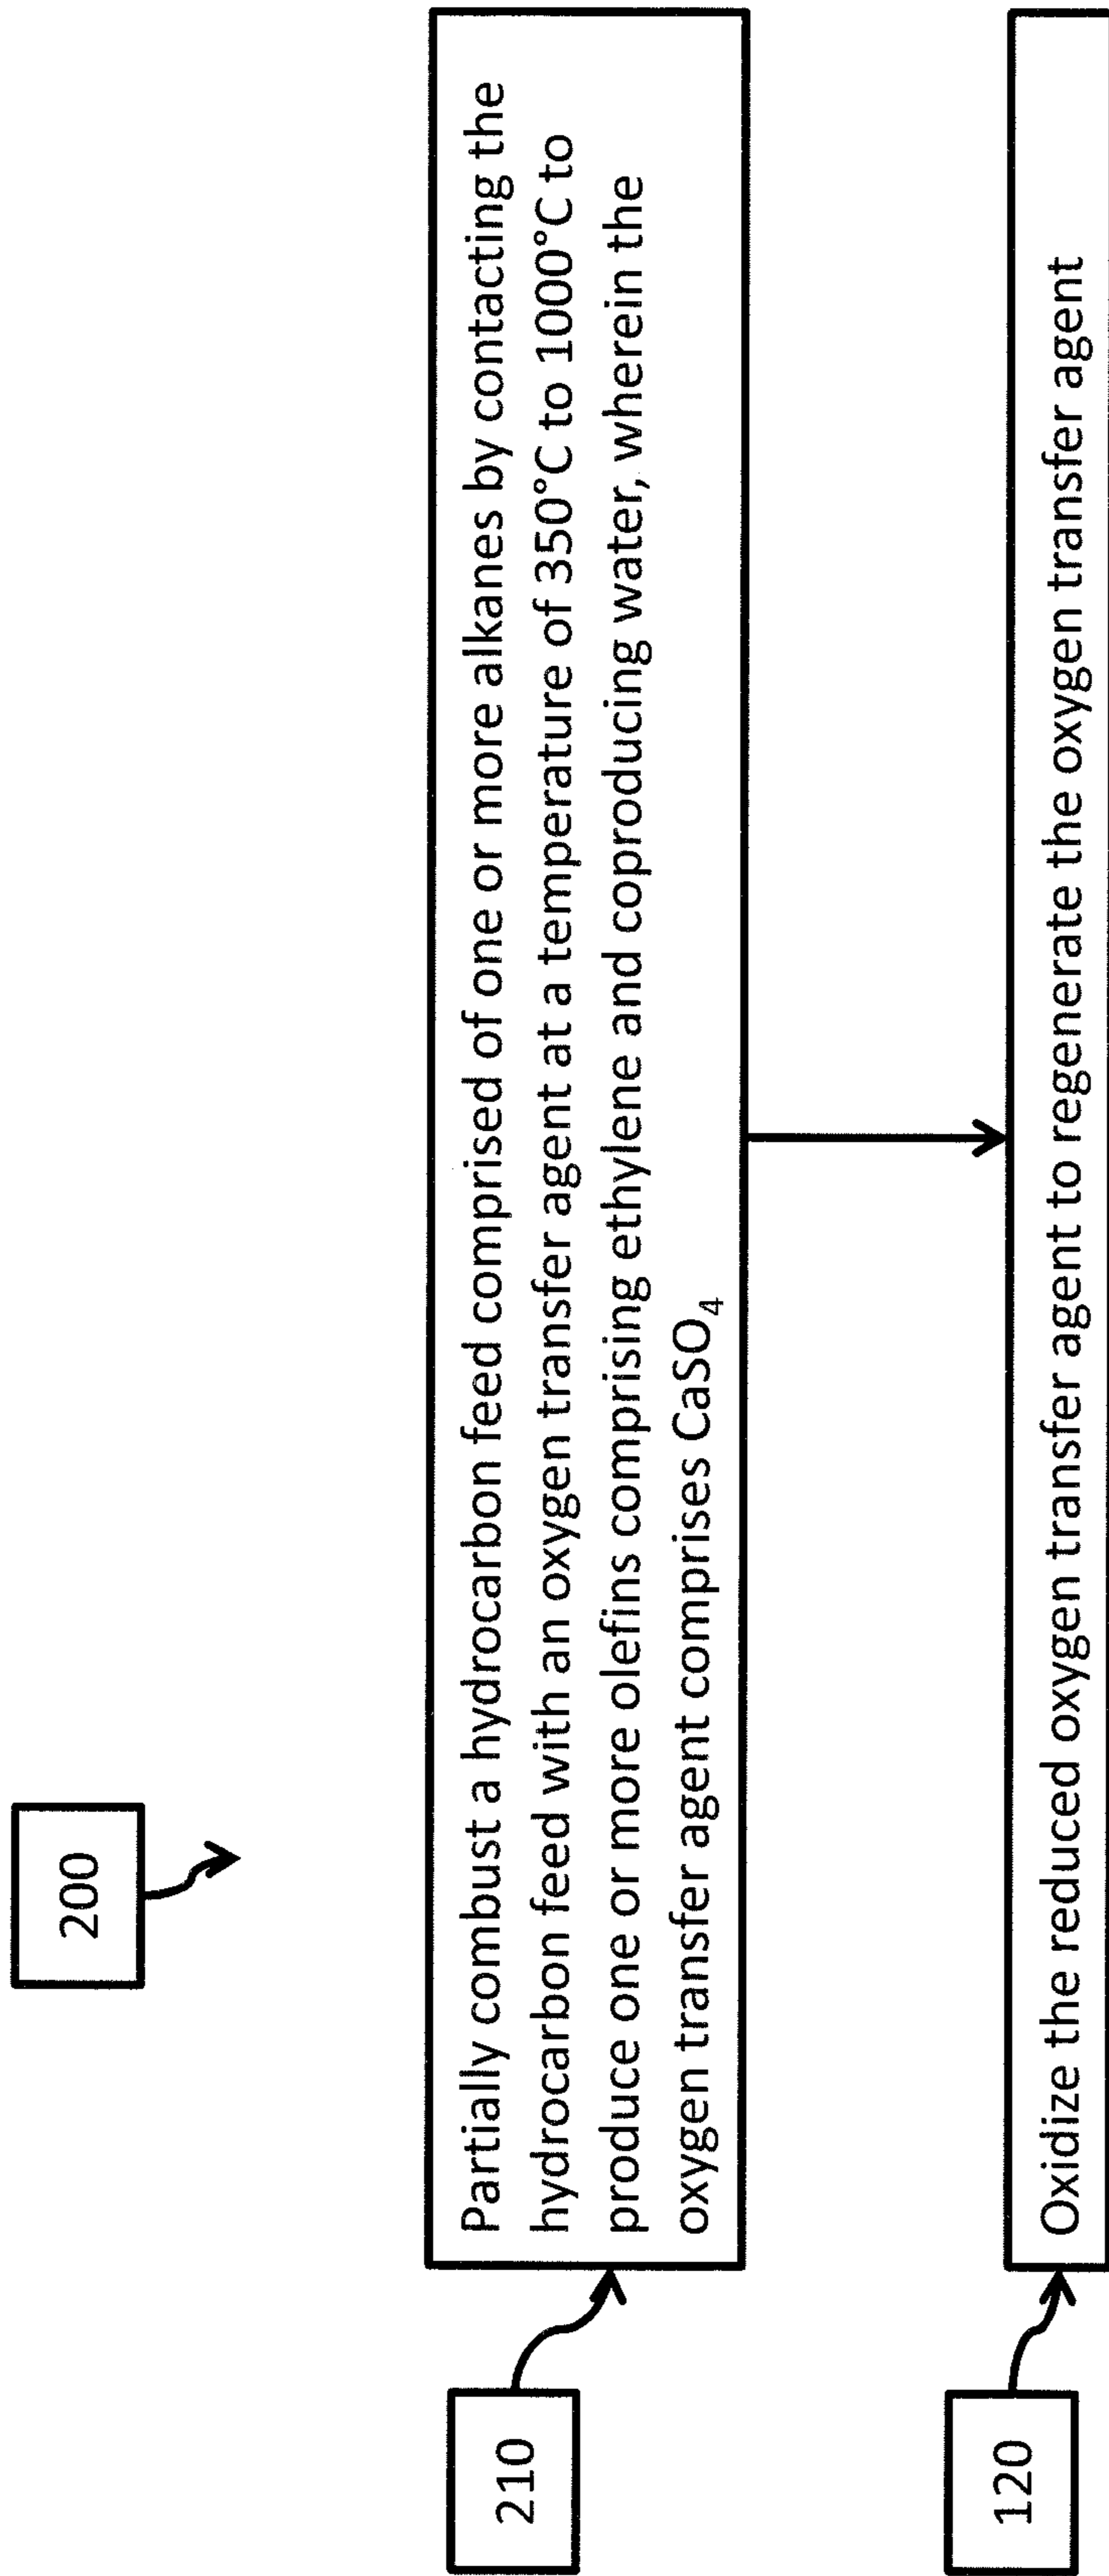 200
210
Partially combust a hydrocarbon feed comprised of one or more alkanes by contacting the
hydrocarbon feed with an oxygen transfer agent at a temperature of 350°C to 1000°C to
produce one or more olefins comprising ethylene and coproducing water, wherein the
oxygen transfer agent comprises CaSO₄
120
Oxidize the reduced oxygen transfer agent to regenerate the oxygen transfer agent